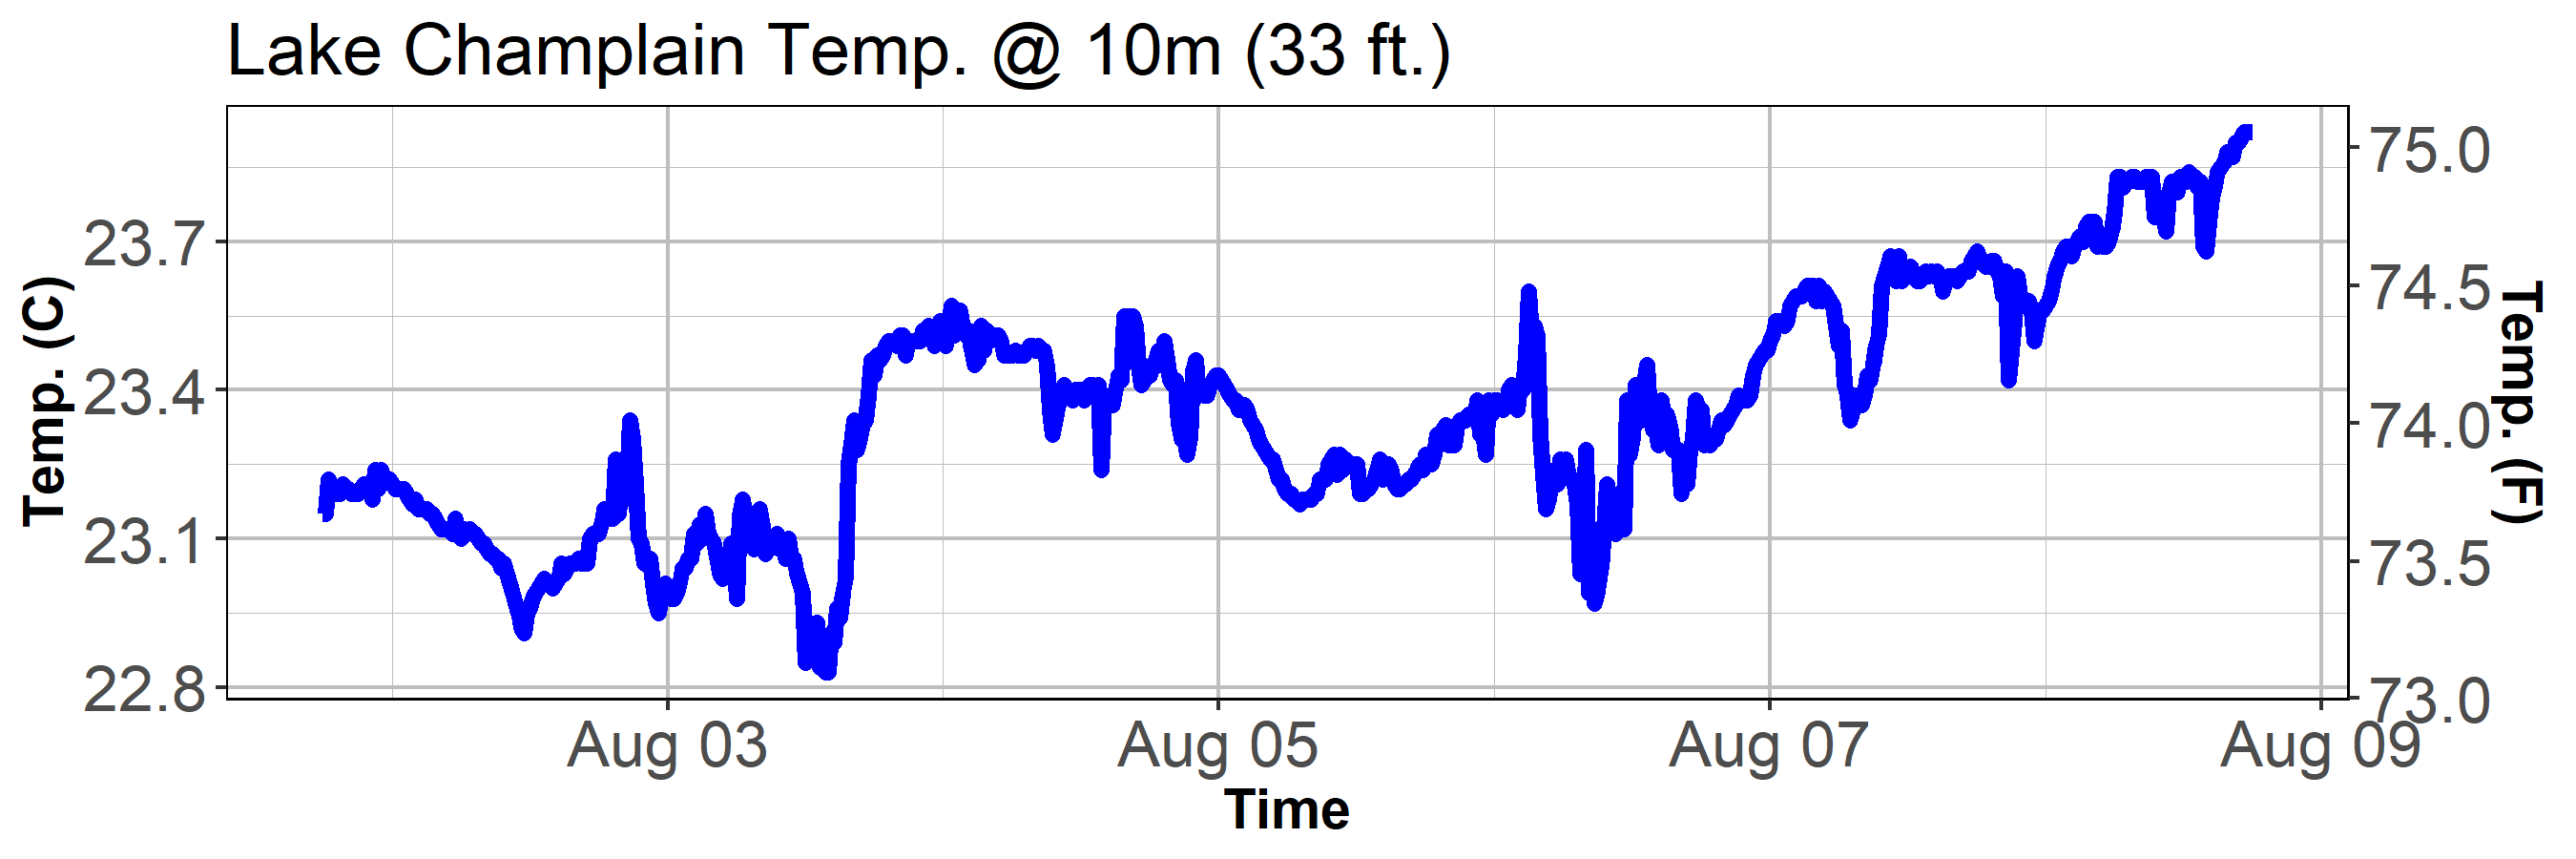 Lake Champlain Temp. @ 10m (33 ft.)
Temp. (C)
23.7
23.4
23.1
22.8
75.0
74.5
74.0
73.5
73.0
Temp. (F)
Aug 03 Aug 05 Aug 07 Aug 09
Time